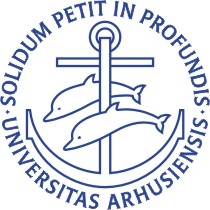 SOLIDUM PETIT IN PROFUNDIS
· UNIVERSITAS ARHUSIENSIS ·